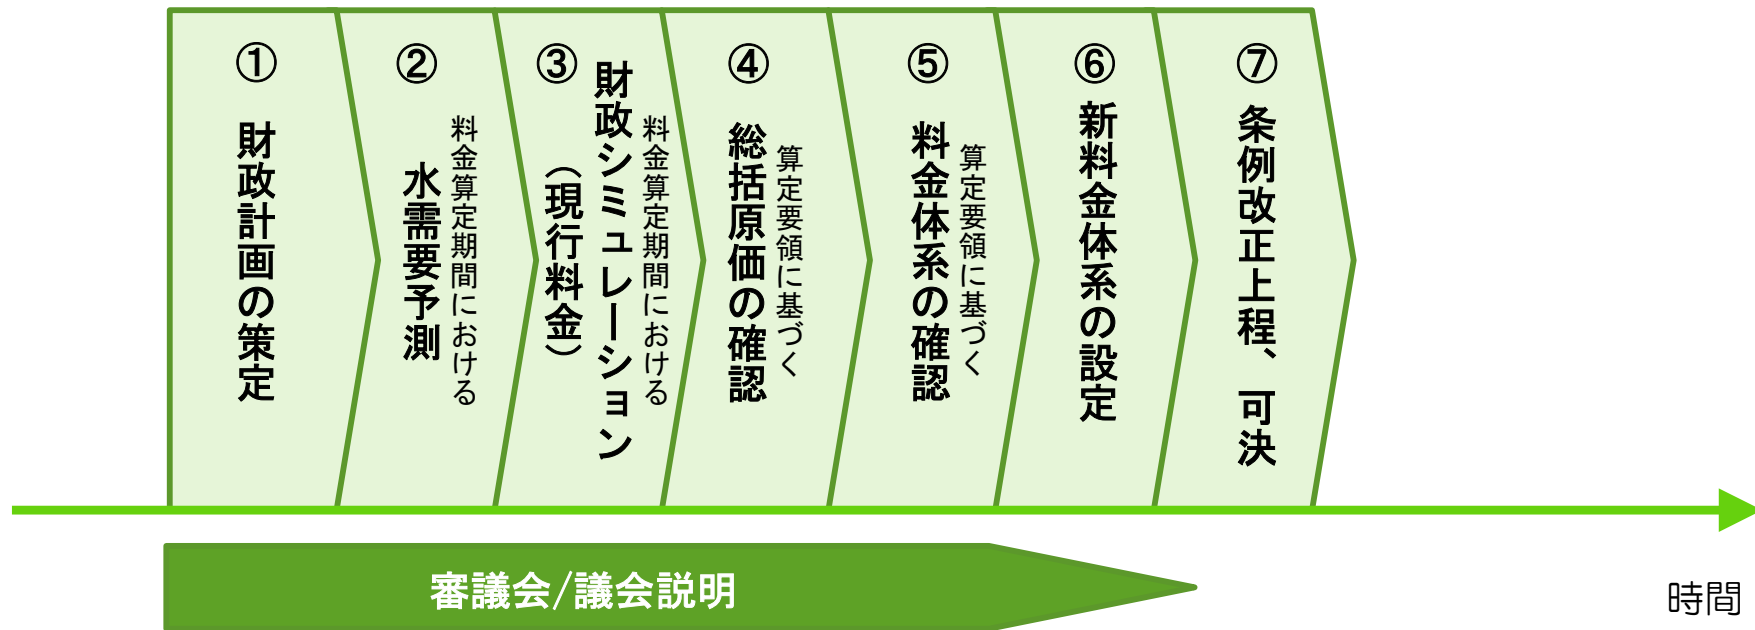 ①
財政計画の策定
②
料金算定期間における
水需要予測
③
料金算定期間における
財政シミュレーション
（現行料金）
④
算定要領に基づく
総括原価の確認
⑤
算定要領に基づく
料金体系の確認
⑥
新料金体系の設定
⑦
条例改正上程、可決
審議会/議会説明
時間